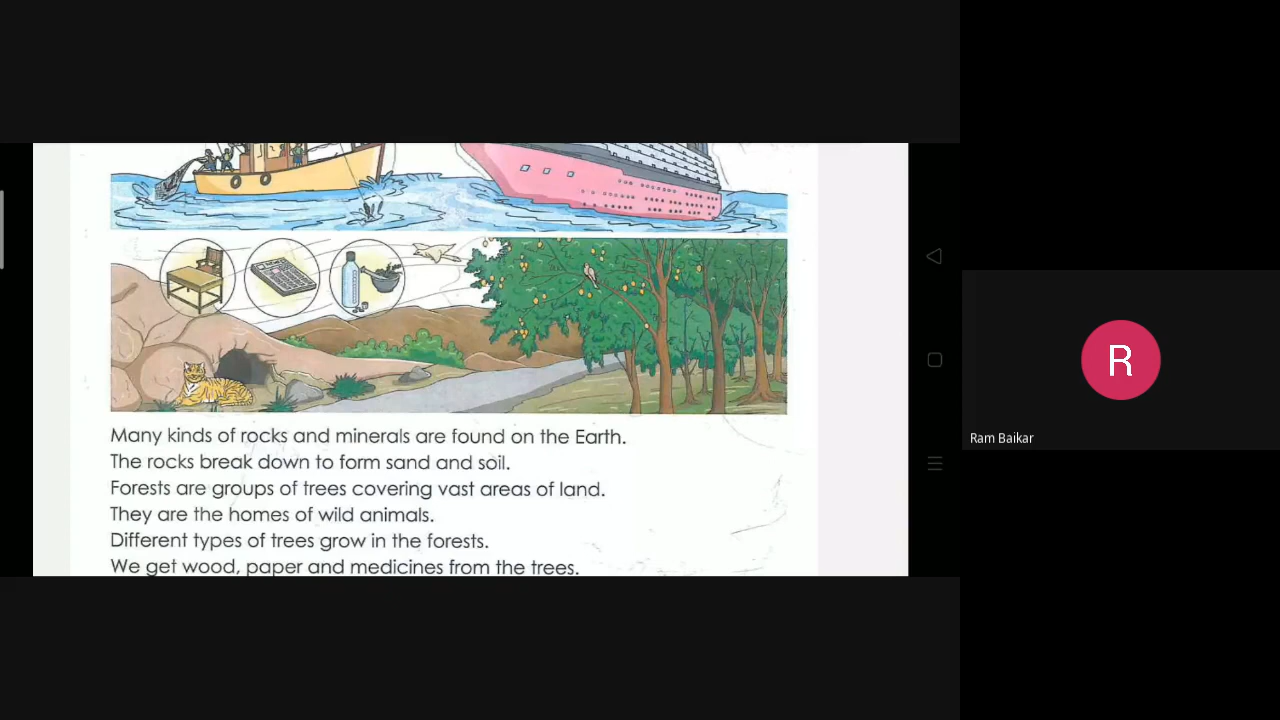 Many kinds of rocks and minerals are found on the Earth.
The rocks break down to form sand and soil.
Forests are groups of trees covering vast areas of land.
They are the homes of wild animals.
Different types of trees grow in the forests.
We get wood, paper and medicines from the trees.
R
Ram Baikar